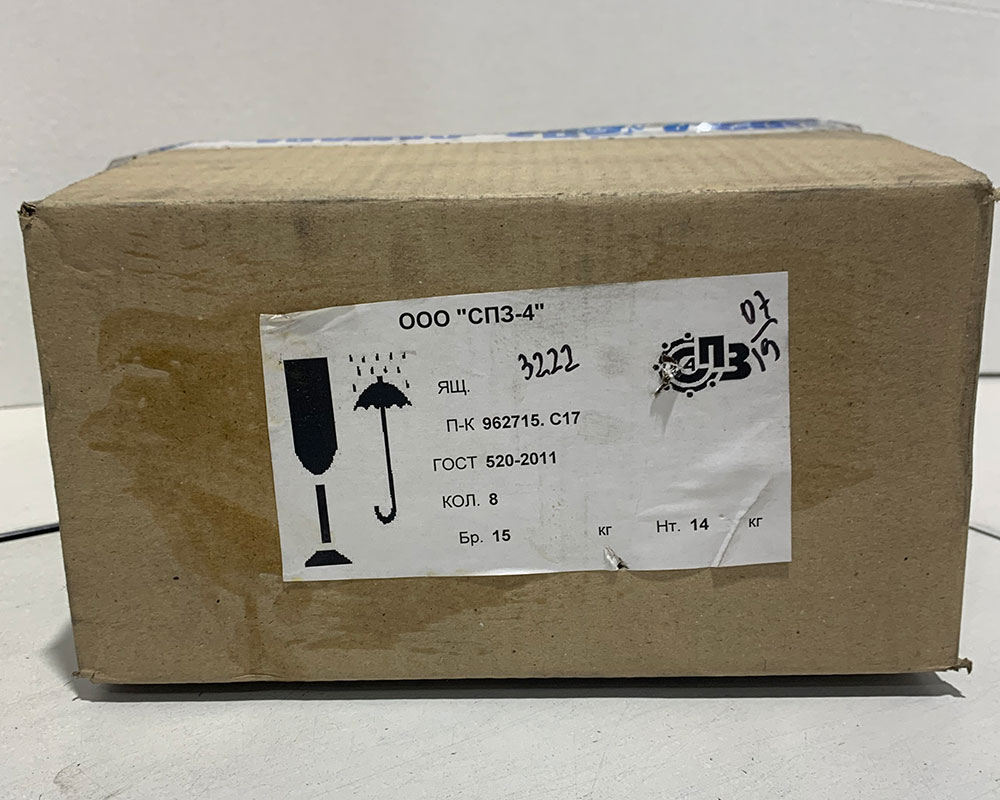 ООО "СПЗ-4"
07
19
4 СПЗ
ЯЩ. 3222
П-К 962715. С17
ГОСТ 520-2011
КОЛ. 8
Бр. 15 кг Нт. 14 кг